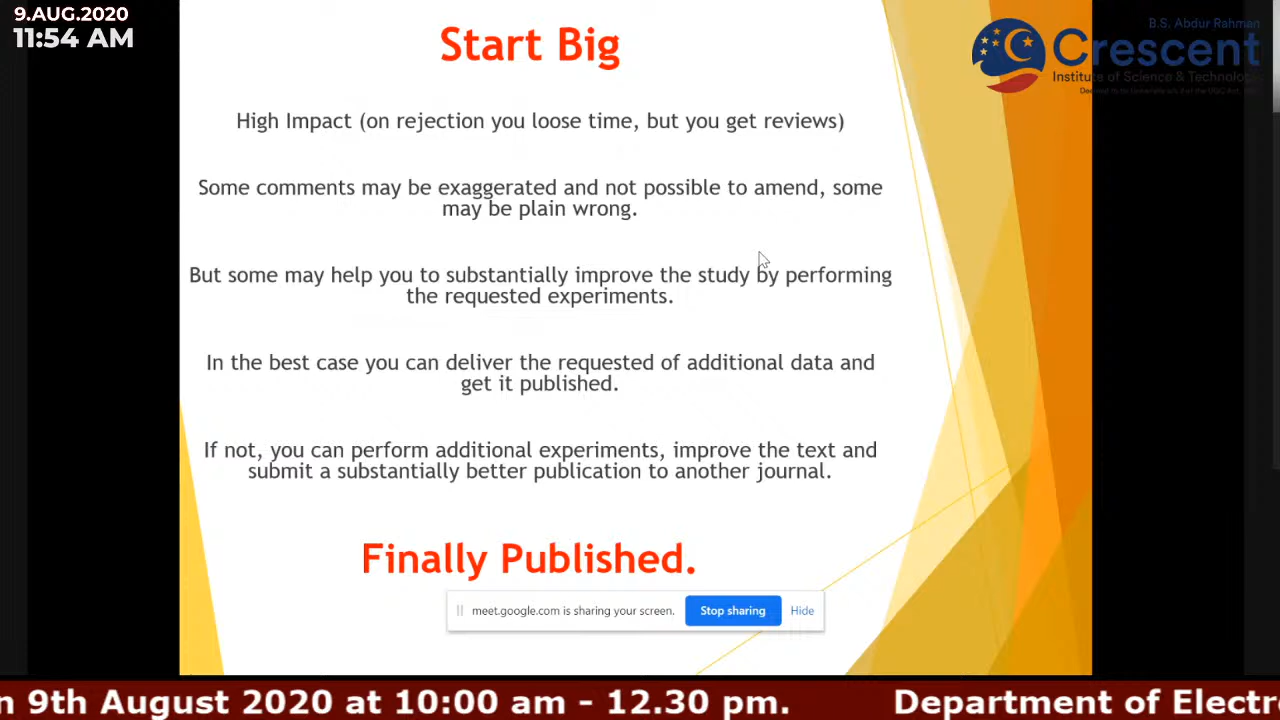 9.AUG.2020
11:54 AM
Start Big
B.S. Abdur Rahman
Crescent
Institute of Science & Technology
High Impact (on rejection you loose time, but you get reviews)
Some comments may be exaggerated and not possible to amend, some
may be plain wrong.
But some may help you to substantially improve the study by performing
the requested experiments.
In the best case you can deliver the requested of additional data and
get it published.
If not, you can perform additional experiments, improve the text and
submit a substantially better publication to another journal.
Finally Published.
meet.google.com is sharing your screen. Stop sharing Hide
n 9th August 2020 at 10:00 am - 12.30 pm. Department of Electr